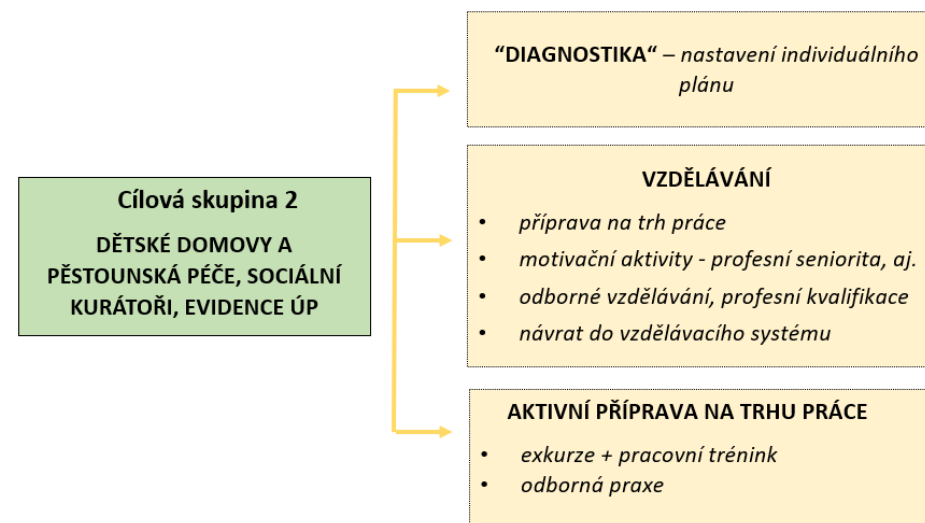 Cílová skupina 2
DĚTSKÉ DOMOVY A
PĚSTOUNSKÁ PÉČE, SOCIÁLNÍ
KURÁTOŘI, EVIDENCE ÚP
“DIAGNOSTIKA“ – nastavení individuálního
plánu
VZDĚLÁVÁNÍ
• příprava na trh práce
• motivační aktivity - profesní seniorita, aj.
• odborné vzdělávání, profesní kvalifikace
• návrat do vzdělávacího systému
AKTIVNÍ PŘÍPRAVA NA TRHU PRÁCE
• exkurze + pracovní trénink
• odborná praxe